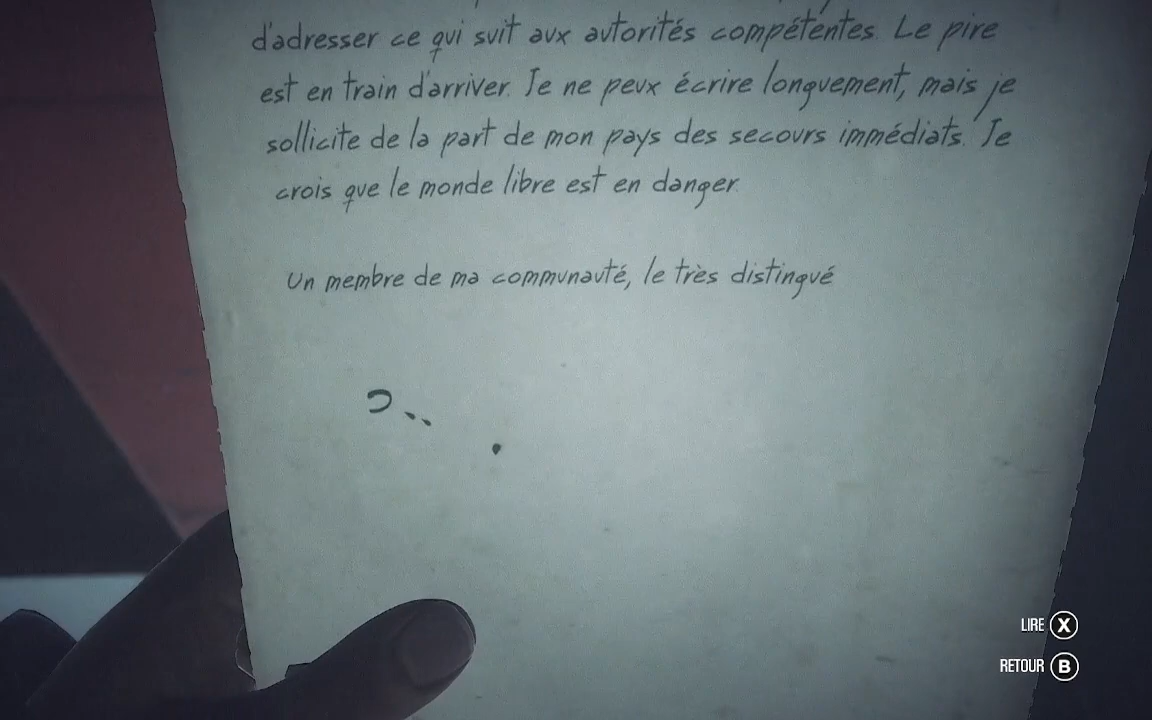 d'adresser ce qui suit aux autorités compétentes. Le pire
est en train d'arriver. Je ne peux écrire longuement, mais je
sollicite de la part de mon pays des secours immédiats. Je
crois que le monde libre est en danger.
Un membre de ma communauté, le très distingué
LIRE X
RETOUR B